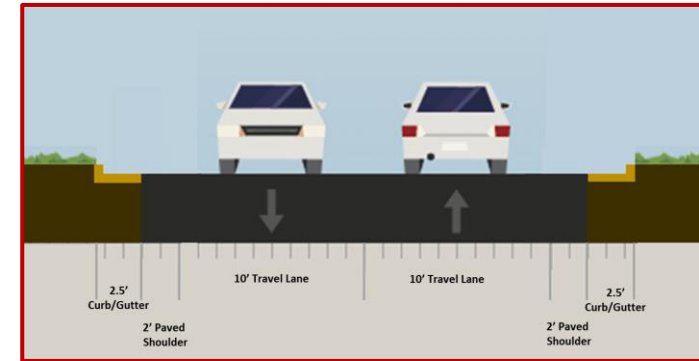 2.5’
Curb/Gutter
2’ Paved
Shoulder
10’ Travel Lane
10’ Travel Lane
2’ Paved
Shoulder
2.5’
Curb/Gutter